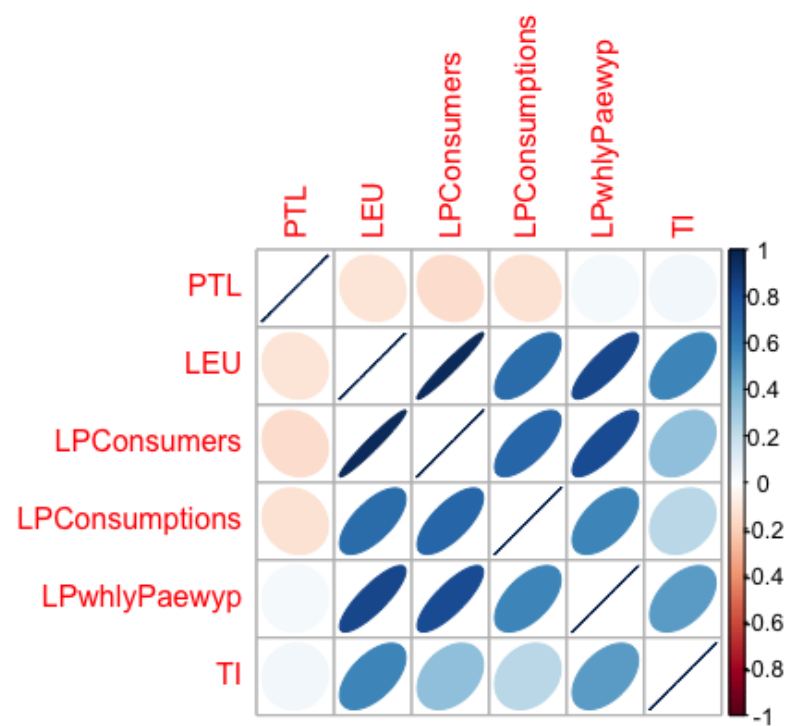 PTL
LEU
LPConsumers
LPConsumptions
LPwhlyPaewyp
TI
PTL
LEU
LPConsumers
LPConsumptions
LPwhlyPaewyp
TI
1
0.8
0.6
0.4
0.2
0
-0.2
-0.4
-0.6
-0.8
-1